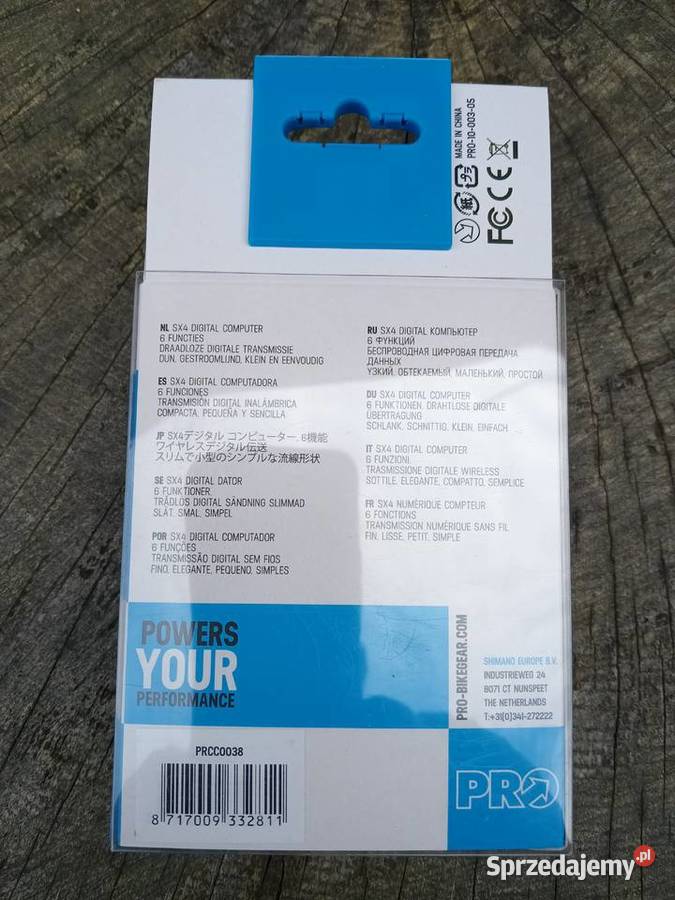 MADE IN CHINA
PRO-10-003-05
FC CE
NL SX4 DIGITAL COMPUTER
6 FUNCTIES
DRAADLOZE DIGITALE TRANSMISSIE
DUN, GESTROOMLIJND, KLEIN EN EENVOUDIG
ES SX4 DIGITAL COMPUTADORA
6 FUNCIONES
TRANSMISIÓN DIGITAL INALÁMBRICA
COMPACTA, PEQUEÑA Y SENCILLA
JP SX4デジタル コンピューター, 6機能
ワイヤレスデジタル伝送
スリムで小型のシンプルな流線形状
SE SX4 DIGITAL DATOR
6 FUNKTIONER
TRÅDLÖS DIGITAL SÄNDNING SLIMMAD
SLÄT, SMAL, SIMPEL
POR SX4 DIGITAL COMPUTADOR
6 FUNÇÕES
TRANSMISSÃO DIGITAL SEM FIOS
FINO, ELEGANTE, PEQUENO, SIMPLES
RU SX4 DIGITAL КОМПЬЮТЕР
6 ФУНКЦИЙ
БЕСПРОВОДНАЯ ЦИФРОВАЯ ПЕРЕДАЧА
ДАННЫХ
УЗКИЙ, ОБТЕКАЕМЫЙ, МАЛЕНЬКИЙ, ПРОСТОЙ
DU SX4 DIGITAL COMPUTER
6 FUNKTIONEN, DRAHTLOSE DIGITALE
ÜBERTRAGUNG
SCHLANK, SCHNITTIG, KLEIN, EINFACH
IT SX4 DIGITAL COMPUTER
6 FUNZIONI
TRASMISSIONE DIGITALE WIRELESS
SOTTILE, ELEGANTE, COMPATTO, SEMPLICE
FR SX4 NUMÉRIQUE COMPTEUR
6 FONCTIONS
TRANSMISSION NUMÉRIQUE SANS FIL
FIN, LISSE, PETIT, SIMPLE
POWERS
YOUR
PERFORMANCE
PRO-BIKEGEAR.COM
SHIMANO EUROPE B.V.
INDUSTRIEWEG 24
8071 CT NUNSPEET
THE NETHERLANDS
T:+31(0)341-272222
PRCC0038
8 717009 332811
PRO
Sprzedajemy.pl